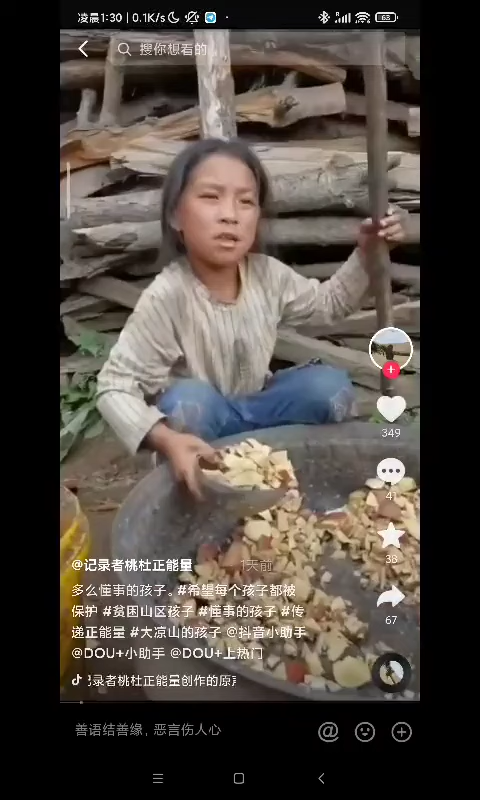 凌晨1:30 | 0.1K/s
63
搜你想看的
349
41
38
67
@记录者桃杜正能量 1天前
多么懂事的孩子。#希望每个孩子都被
保护 #贫困山区孩子 #懂事的孩子 #传
递正能量 #大凉山的孩子 @抖音小助手
@DOU+小助手 @DOU+上热门
记录者桃杜正能量创作的原声
善语结善缘，恶言伤人心